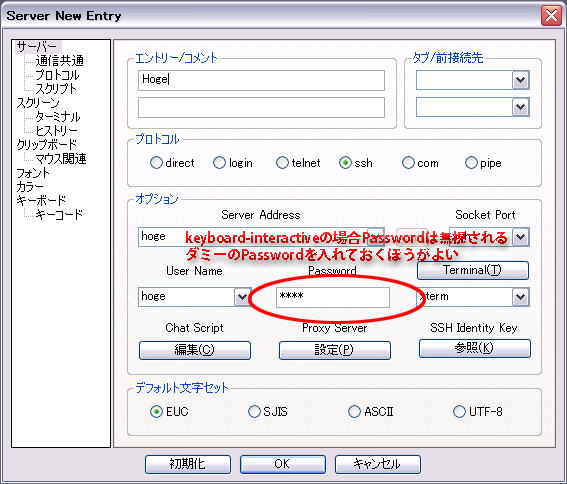 Server New Entry
サーバー
通信共通
プロトコル
スクリプト
スクリーン
ターミナル
ヒストリー
クリップボード
マウス関連
フォント
カラー
キーボード
キーコード
エントリー/コメント
タブ/前接続先
Hoge
プロトコル
direct login telnet ssh com pipe
オプション
Server Address Socket Port
hoge
keyboard-interactiveの場合Passwordは無視される
ダミーのPasswordを入れておくほうがよい
User Name Password Terminal(T)
hoge **** xterm
Chat Script Proxy Server SSH Identity Key
編集(C) 設定(P) 参照(K)
デフォルト文字セット
EUC SJIS ASCII UTF-8
初期化 OK キャンセル